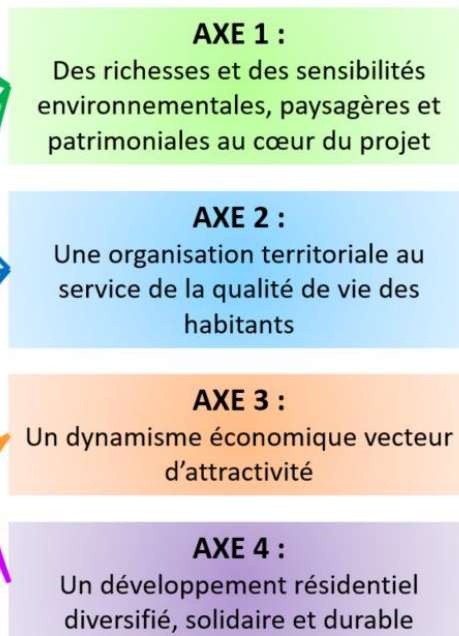 AXE 1 :
Des richesses et des sensibilités
environnementales, paysagères et
patrimoniales au cœur du projet
AXE 2 :
Une organisation territoriale au
service de la qualité de vie des
habitants
AXE 3 :
Un dynamisme économique vecteur
d’attractivité
AXE 4 :
Un développement résidentiel
diversifié, solidaire et durable